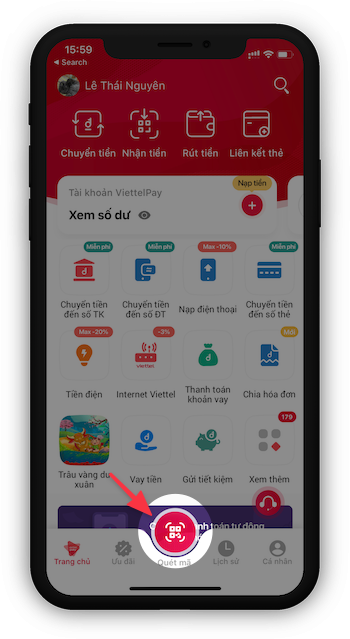 15:59
Search
Lê Thái Nguyên
Chuyển tiền
Nhận tiền
Rút tiền
Liên kết thẻ
Nạp tiền
Tài khoản ViettelPay
Xem số dư
Miễn phí
Miễn phí
Max -10%
Miễn phí
Chuyển tiền
đến số TK
Chuyển tiền
đến số ĐT
Nạp điện thoại
Chuyển tiền
đến số thẻ
Max -20%
-3%
Mới
viettel
Tiền điện
Internet Viettel
Thanh toán
khoản vay
Chia hóa đơn
179
Trâu vàng du
xuân
Vay tiền
Gửi tiết kiệm
Xem thêm
toán tự động
Trang chủ
Ưu đãi
Quét mã
Lịch sử
Cá nhân